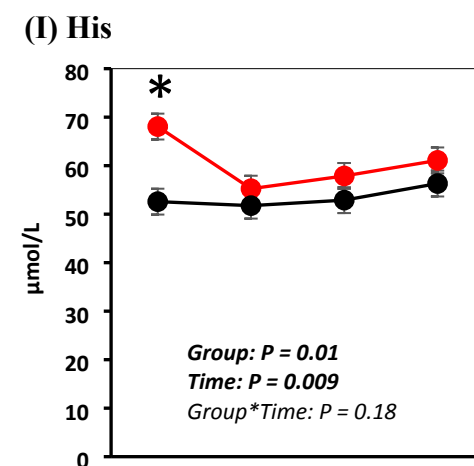 (I) His
80
*
70
60
50
µmol/L
40
30
20
10
0
Group: P = 0.01
Time: P = 0.009
Group*Time: P = 0.18